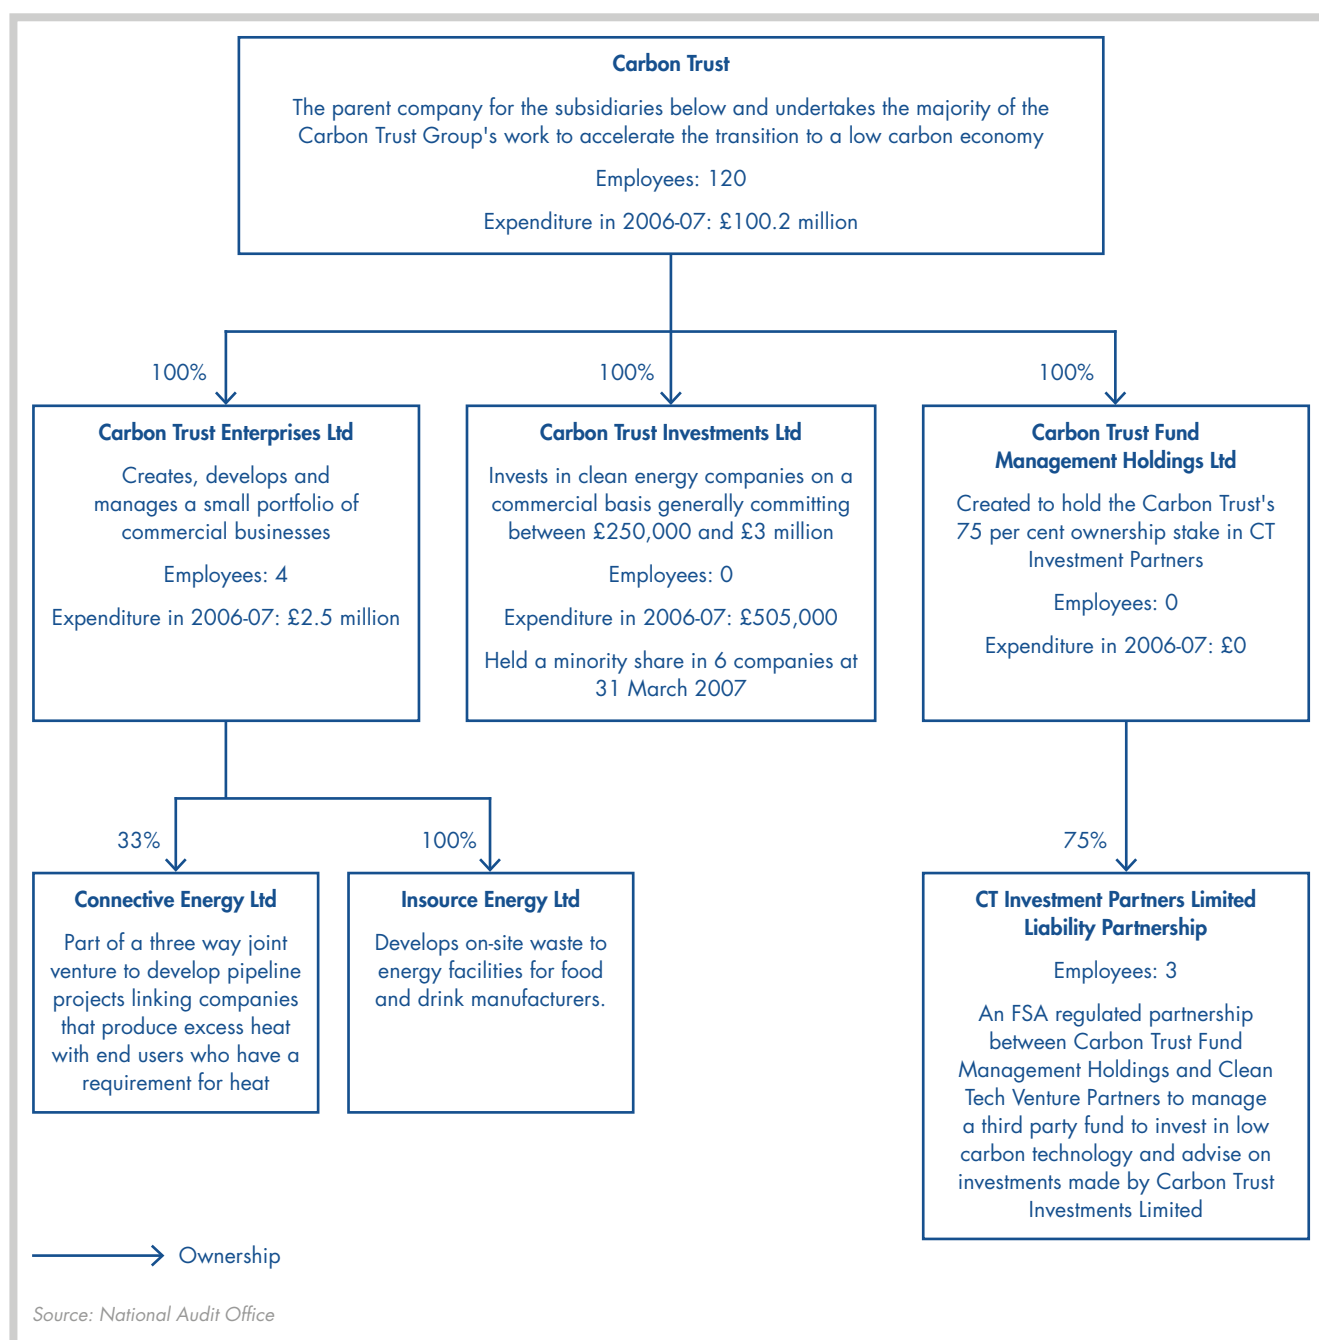 Carbon Trust
The parent company for the subsidiaries below and undertakes the majority of the
Carbon Trust Group's work to accelerate the transition to a low carbon economy
Employees: 120
Expenditure in 2006-07: £100.2 million
100%
100%
100%
Carbon Trust Enterprises Ltd
Creates, develops and
manages a small portfolio of
commercial businesses
Employees: 4
Expenditure in 2006-07: £2.5 million
Carbon Trust Investments Ltd
Invests in clean energy companies on a
commercial basis generally committing
between £250,000 and £3 million
Employees: 0
Expenditure in 2006-07: £505,000
Held a minority share in 6 companies at
31 March 2007
Carbon Trust Fund
Management Holdings Ltd
Created to hold the Carbon Trust's
75 per cent ownership stake in CT
Investment Partners
Employees: 0
Expenditure in 2006-07: £0
33%
100%
75%
Connective Energy Ltd
Part of a three way joint
venture to develop pipeline
projects linking companies
that produce excess heat
with end users who have a
requirement for heat
Insource Energy Ltd
Develops on-site waste to
energy facilities for food
and drink manufacturers.
CT Investment Partners Limited
Liability Partnership
Employees: 3
An FSA regulated partnership
between Carbon Trust Fund
Management Holdings and Clean
Tech Venture Partners to manage
a third party fund to invest in low
carbon technology and advise on
investments made by Carbon Trust
Investments Limited
Ownership
Source: National Audit Office